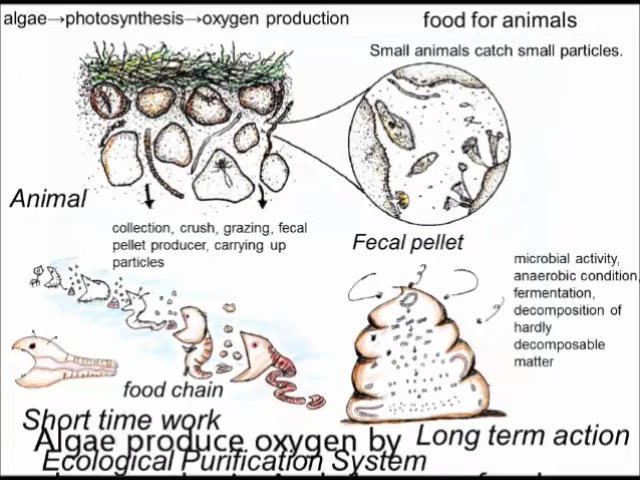 algae→photosynthesis→oxygen production
food for animals
Small animals catch small particles.
Animal
collection, crush, grazing, fecal
pellet producer, carrying up
particles
Fecal pellet
microbial activity,
anaerobic condition,
fermentation,
decomposition of
hardly
decomposable
matter
food chain
Short time work
Long term action
Algae produce oxygen by
Ecological Purification System